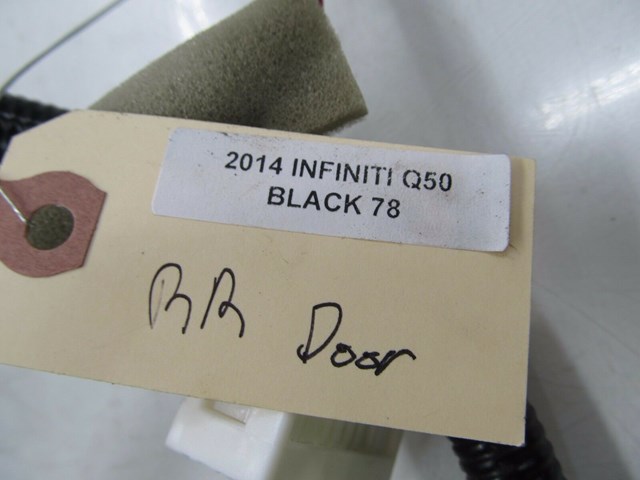 2014 INFINITI Q50
BLACK 78
RR Door